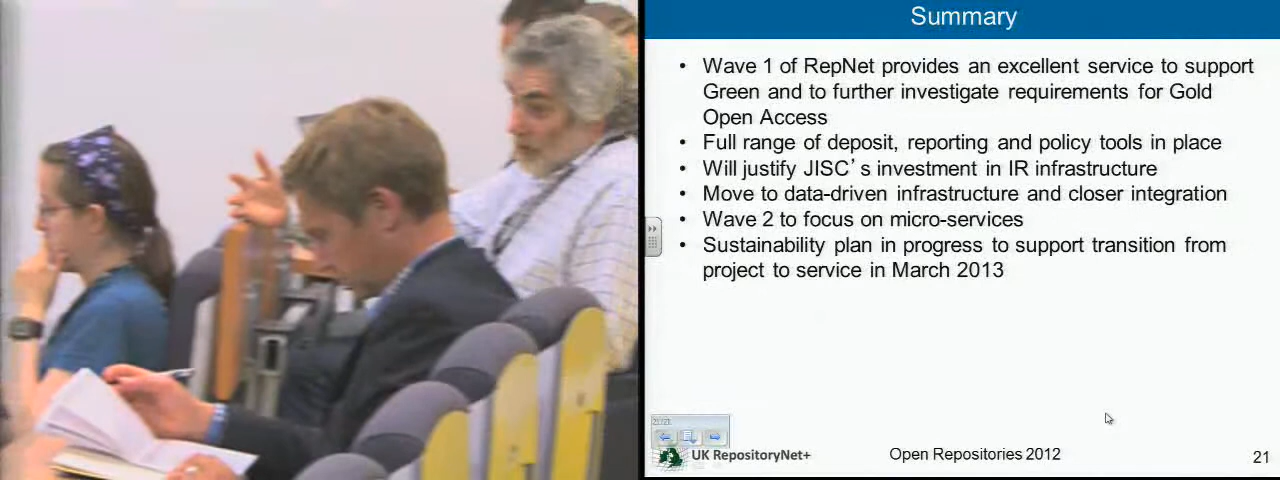 Summary
• Wave 1 of RepNet provides an excellent service to support
Green and to further investigate requirements for Gold
Open Access
• Full range of deposit, reporting and policy tools in place
• Will justify JISC's investment in IR infrastructure
• Move to data-driven infrastructure and closer integration
• Wave 2 to focus on micro-services
• Sustainability plan in progress to support transition from
project to service in March 2013
21/21
UK RepositoryNet+
Open Repositories 2012
21